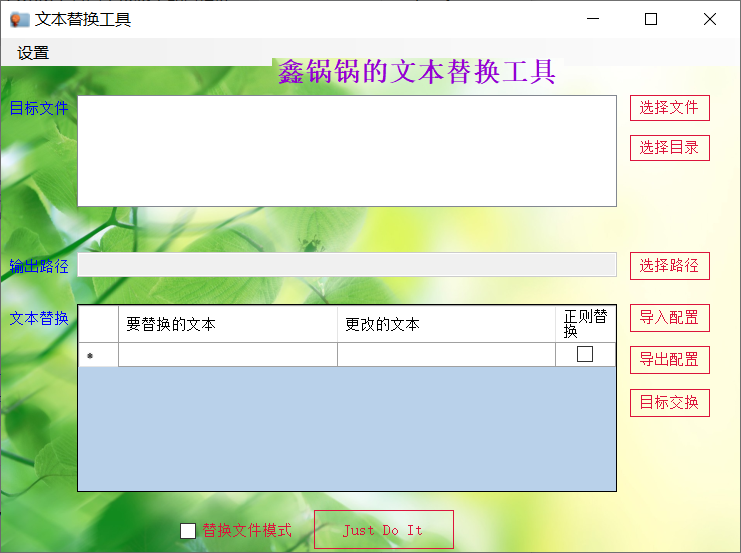 文本替换工具
设置
鑫锅锅的文本替换工具
目标文件
选择文件
选择目录
输出路径
选择路径
文本替换
要替换的文本
更改的文本
正则替
换
*
导入配置
导出配置
目标交换
替换文件模式
Just Do It